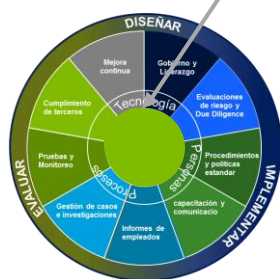 DISEÑAR
Mejora
continua
Gobierno y
Liderazgo
Tecnología
Cumplimiento
de terceros
Evaluaciones
de riesgo y
Due Diligence
Pruebas y
Monitoreo
Procedimientos
y políticas
estandar
Personas
Procesos
Gestión de casos
e investigaciones
Informes de
empleados
capacitación y
comunicacio
EVALUAR
IMPLEMENTAR